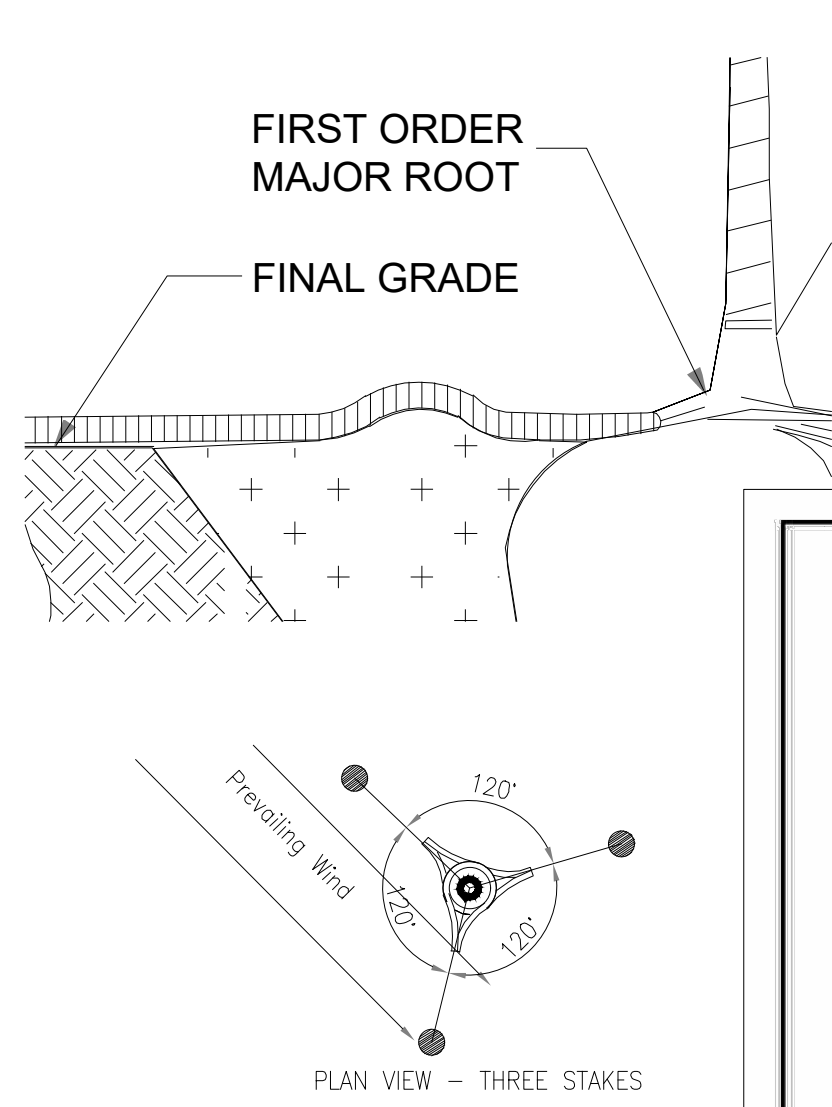 FIRST ORDER
MAJOR ROOT
FINAL GRADE
Prevailing Wind
120°
120°
120°
PLAN VIEW - THREE STAKES